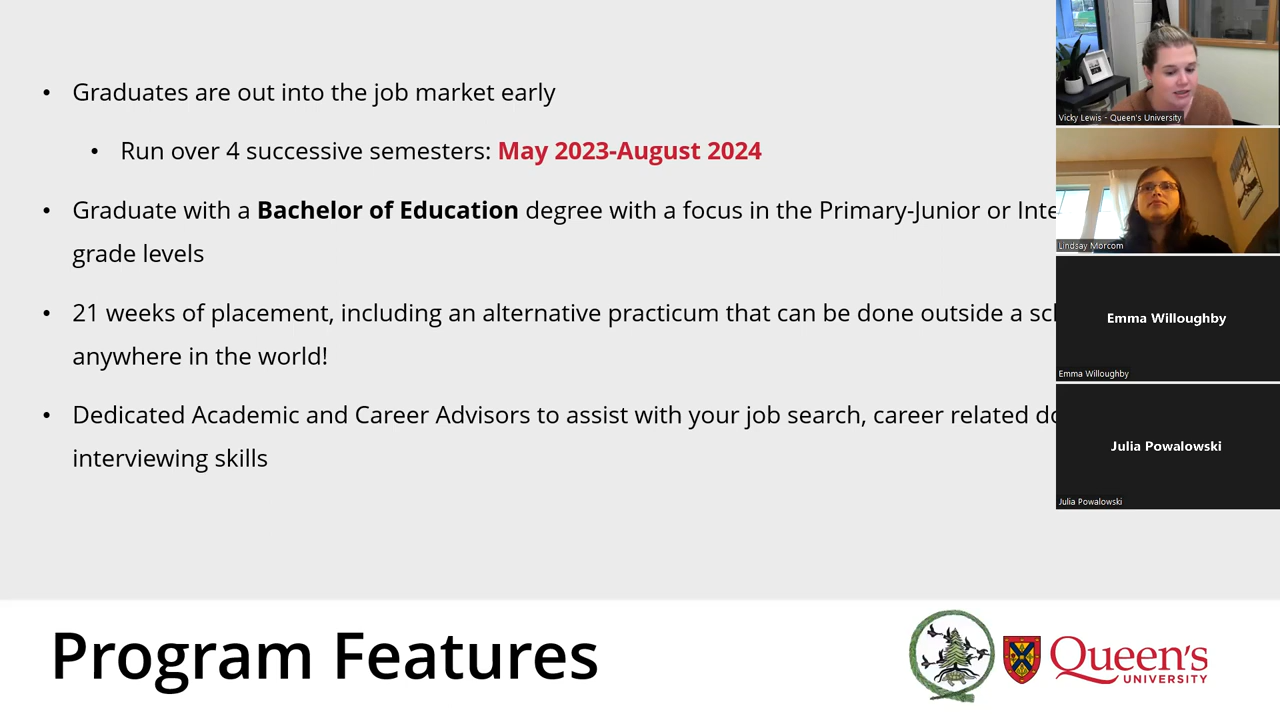 • Graduates are out into the job market early
• Run over 4 successive semesters: May 2023-August 2024
• Graduate with a Bachelor of Education degree with a focus in the Primary-Junior or Inte
grade levels
• 21 weeks of placement, including an alternative practicum that can be done outside a
anywhere in the world!
• Dedicated Academic and Career Advisors to assist with your job search, career related
interviewing skills
Program Features
Queen's
UNIVERSITY
Vicky Lewis - Queen's University
Lindsay Morcom
Emma Willoughby
Emma Willoughby
Julia Powalowski
Julia Powalowski